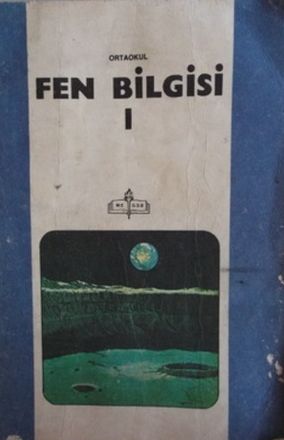 ORTAOKUL
FEN BİLGİSİ
I